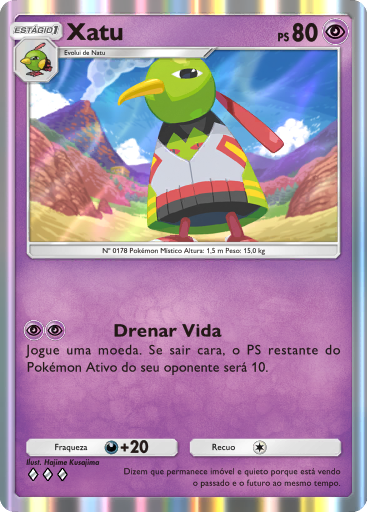 ESTÁGIO 1
Xatu
PS 80
Evolui de Natu
Nº 0178 Pokémon Místico Altura: 1,5 m Peso: 15,0 kg
Drenar Vida
Jogue uma moeda. Se sair cara, o PS restante do
Pokémon Ativo do seu oponente será 10.
Fraqueza +20 Recuo
Ilust. Hajime Kusajima
Dizem que permanece imóvel e quieto porque está vendo
o passado e o futuro ao mesmo tempo.